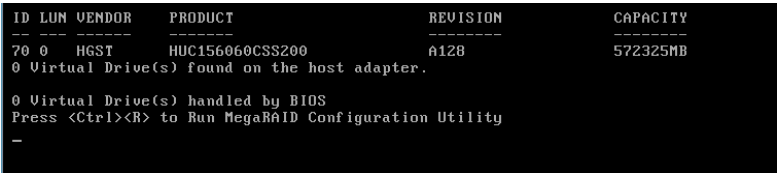 ID LUN VENDOR PRODUCT REVISION CAPACITY
-- --- ------ ------- -------- --------
70 0 HGST HUC156060CSS200 A128 572325MB
0 Virtual Drive(s) found on the host adapter.
0 Virtual Drive(s) handled by BIOS
Press <Ctrl><R> to Run MegaRAID Configuration Utility
_